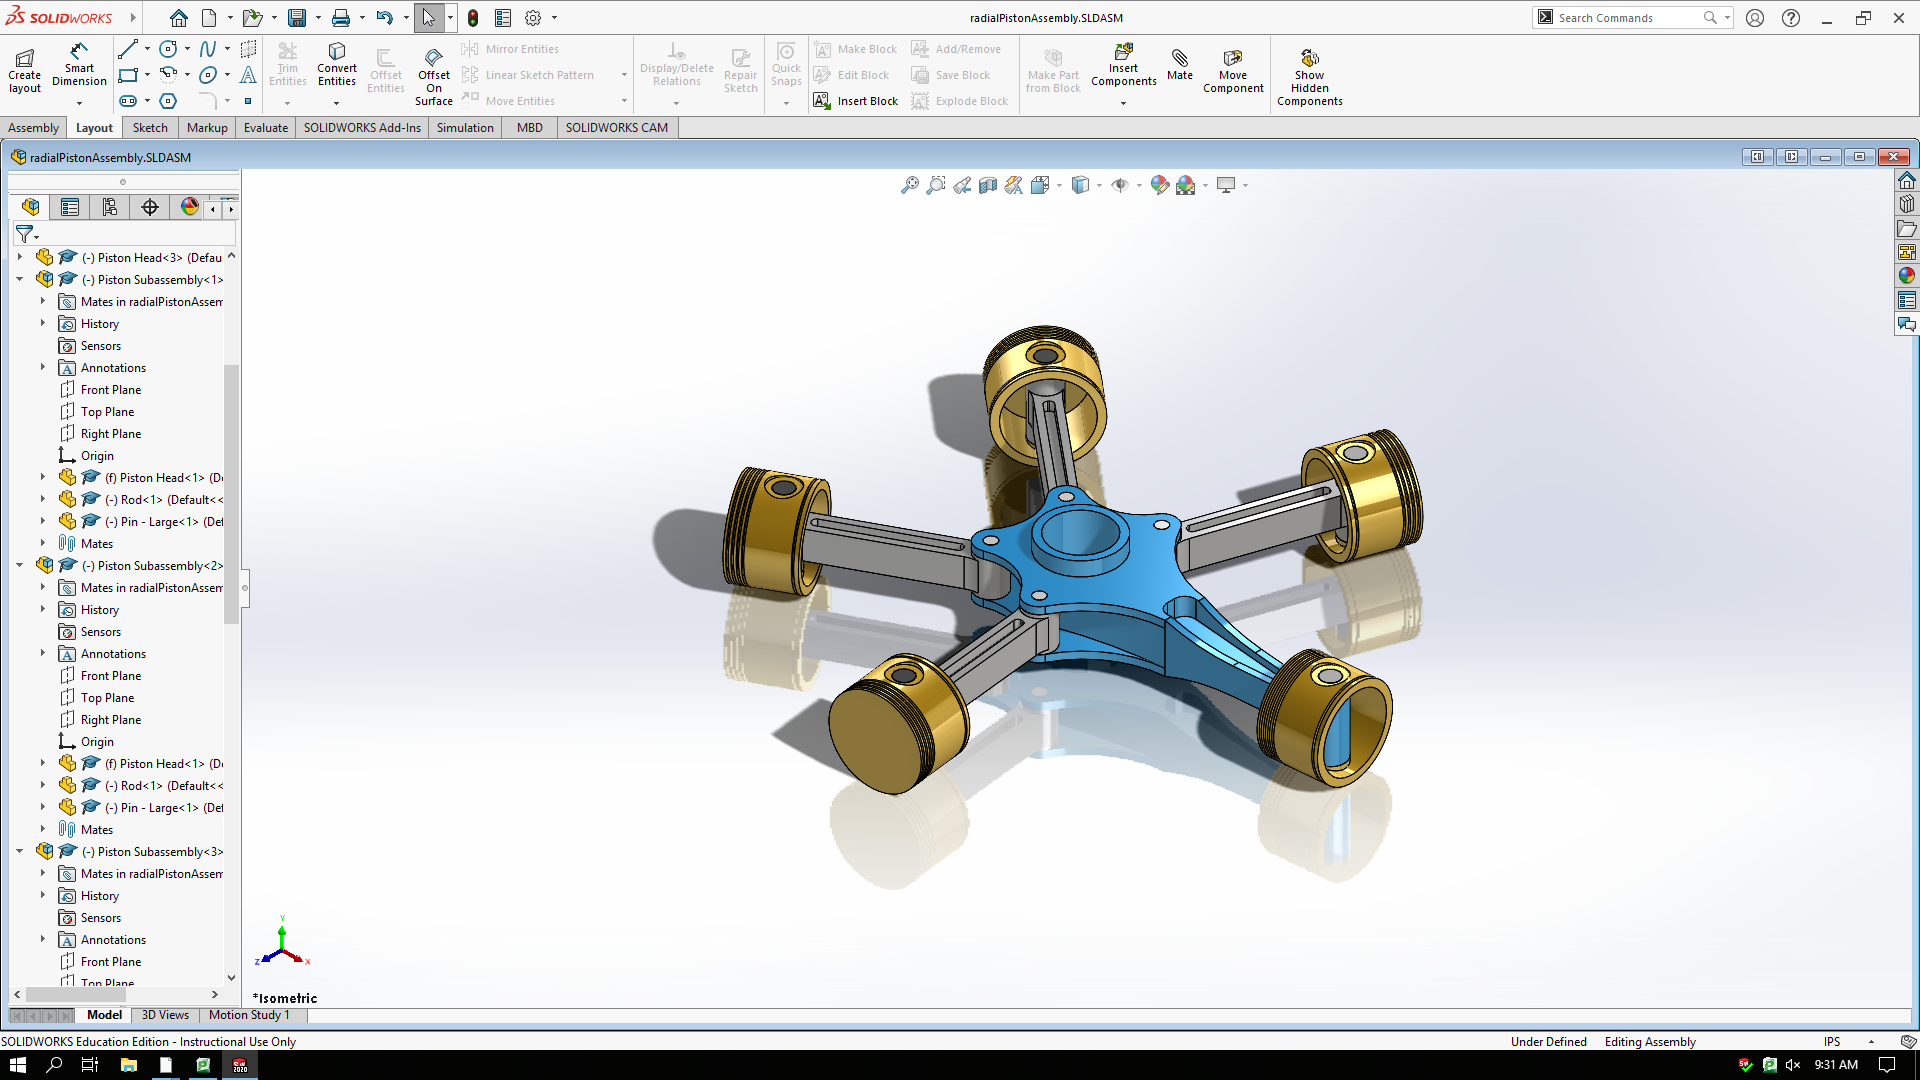 SOLIDWORKS
radialPistonAssembly.SLDASM
Search Commands
Create layout
Smart Dimension
Trim Entities
Convert Entities
Offset Entities
Offset On Surface
Mirror Entities
Linear Sketch Pattern
Move Entities
Display/Delete Relations
Repair Sketch
Quick Snaps
Make Block
Edit Block
Insert Block
Add/Remove
Save Block
Explode Block
Make Part from Block
Insert Components
Mate
Move Component
Show Hidden Components
Assembly Layout Sketch Markup Evaluate SOLIDWORKS Add-Ins Simulation MBD SOLIDWORKS CAM
radialPistonAssembly.SLDASM
(-) Piston Head<3> (Defau
(-) Piston Subassembly<1>
Mates in radialPistonAssem
History
Sensors
Annotations
Front Plane
Top Plane
Right Plane
Origin
(f) Piston Head<1> (D
(-) Rod<1> (Default<<
(-) Pin - Large<1> (Def
Mates
(-) Piston Subassembly<2>
Mates in radialPistonAssem
History
Sensors
Annotations
Front Plane
Top Plane
Right Plane
Origin
(f) Piston Head<1> (D
(-) Rod<1> (Default<<
(-) Pin - Large<1> (Def
Mates
(-) Piston Subassembly<3>
Mates in radialPistonAssem
History
Sensors
Annotations
Front Plane
Top Plane
Y
Z
X
*Isometric
Model 3D Views Motion Study 1
SOLIDWORKS Education Edition - Instructional Use Only
Under Defined Editing Assembly IPS
9:31 AM